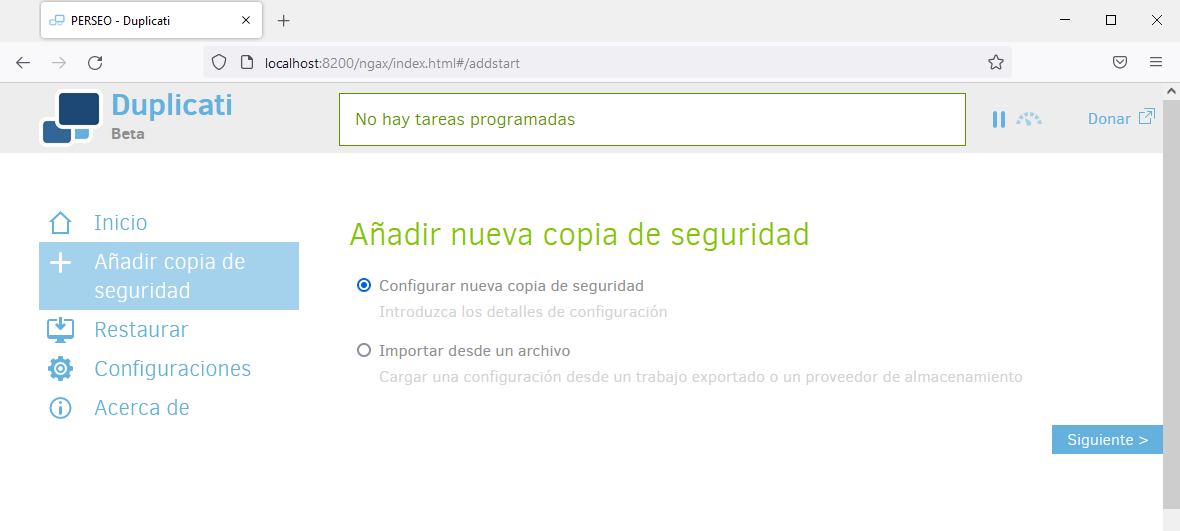 PERSEO - Duplicati
localhost:8200/ngax/index.html#/addstart
Duplicati
Beta
No hay tareas programadas
Donar
Inicio
Añadir copia de
seguridad
Restaurar
Configuraciones
Acerca de
Añadir nueva copia de seguridad
Configurar nueva copia de seguridad
Introduzca los detalles de configuración
Importar desde un archivo
Cargar una configuración desde un trabajo exportado o un proveedor de almacenamiento
Siguiente >